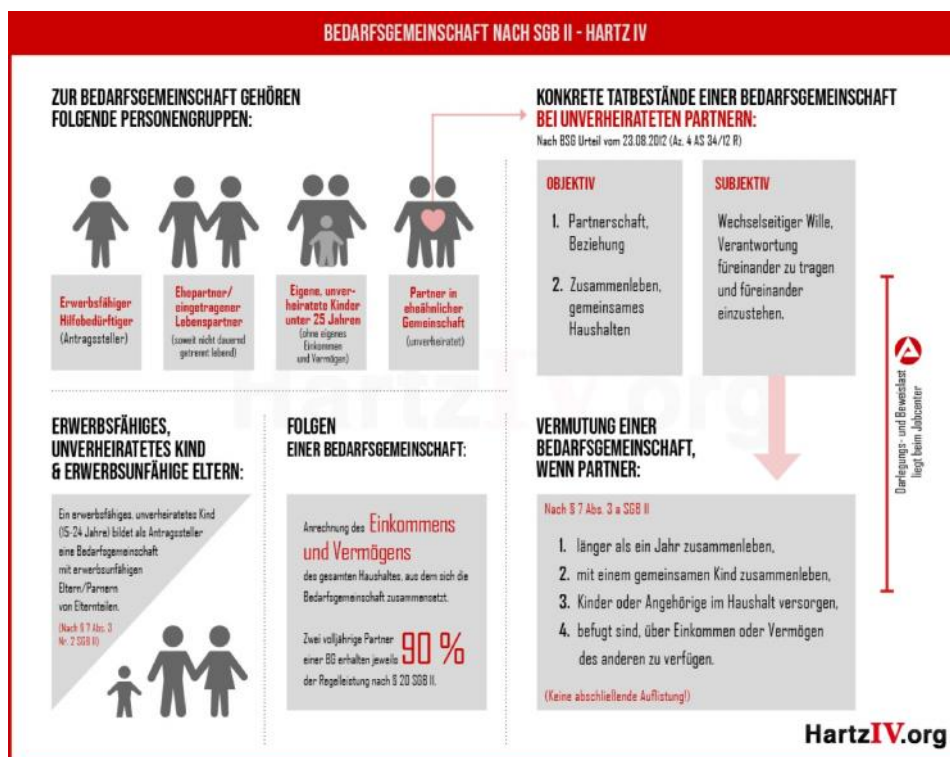 BEDARFSGEMEINSCHAFT NACH SGB II - HARTZ IV
ZUR BEDARFSGEMEINSCHAFT GEHÖREN
FOLGENDE PERSONENGRUPPEN:
Erwerbsfähiger
Hilfebedürftiger
(Antragssteller)
Ehepartner/
eingetragener
Lebenspartner
(soweit nicht dauernd
getrennt lebend)
Eigene, unver-
heiratete Kinder
unter 25 Jahren
(ohne eigenes
Einkommen
und Vermögen)
Partner in
eheähnlicher
Gemeinschaft
(unverheiratet)
KONKRETE TATBESTÄNDE EINER BEDARFSGEMEINSCHAFT
BEI UNVERHEIRATETEN PARTNERN:
Nach BSG Urteil vom 23.08.2012 (Az. 4 AS 34/12 R)
OBJEKTIV
1. Partnerschaft,
Beziehung
2. Zusammenleben,
gemeinsames
Haushalten
SUBJEKTIV
Wechselseitiger Wille,
Verantwortung
füreinander zu tragen
und füreinander
einzustehen.
Darlegungs- und Beweislast
liegt beim Jobcenter
HartzIV.org
ERWERBSFÄHIGES,
UNVERHEIRATETES KIND
& ERWERBSUNFÄHIGE ELTERN:
Ein erwerbsfähiges, unverheiratetes Kind
(15-24 Jahre) bildet als Antragssteller
eine Bedarfsgemeinschaft
mit erwerbsunfähigen
Eltern/Parnern
von Elternteilen.
(Nach § 7 Abs. 3
Nr. 2 SGB II)
FOLGEN
EINER BEDARFSGEMEINSCHAFT:
Anrechnung des Einkommens
und Vermögens
des gesamten Haushaltes, aus dem sich die
Bedarfsgemeinschaft zusammensetzt.
Zwei volljährige Partner
einer BG erhalten jeweils 90 %
der Regelleistung nach § 20 SGB II.
VERMUTUNG EINER
BEDARFSGEMEINSCHAFT,
WENN PARTNER:
Nach § 7 Abs. 3 a SGB II
1. länger als ein Jahr zusammenleben,
2. mit einem gemeinsamen Kind zusammenleben,
3. Kinder oder Angehörige im Haushalt versorgen,
4. befugt sind, über Einkommen oder Vermögen
des anderen zu verfügen.
(Keine abschließende Auflistung!)
HartzIV.org